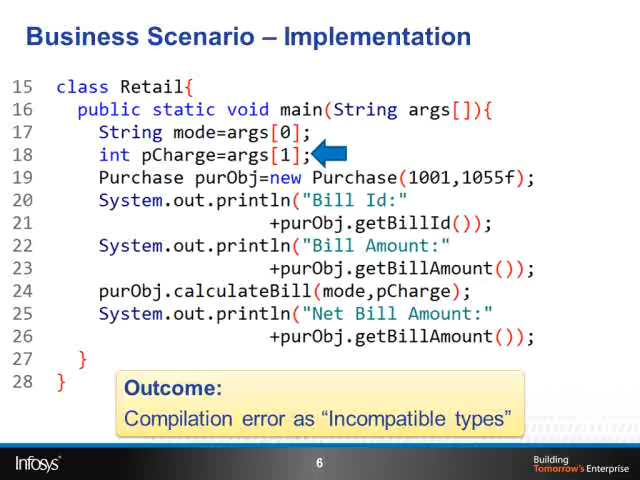 Business Scenario – Implementation
15 class Retail{
16 public static void main(String args[]){
17 String mode=args[0];
18 int pCharge=args[1];
19 Purchase purObj=new Purchase(1001,1055f);
20 System.out.println("Bill Id:"
21 +purObj.getBillId());
22 System.out.println("Bill Amount:"
23 +purObj.getBillAmount());
24 purObj.calculateBill(mode,pCharge);
25 System.out.println("Net Bill Amount:"
26 +purObj.getBillAmount());
27 }
28 }
Outcome:
Compilation error as “Incompatible types”
Infosys
6
Building
Tomorrow's Enterprise